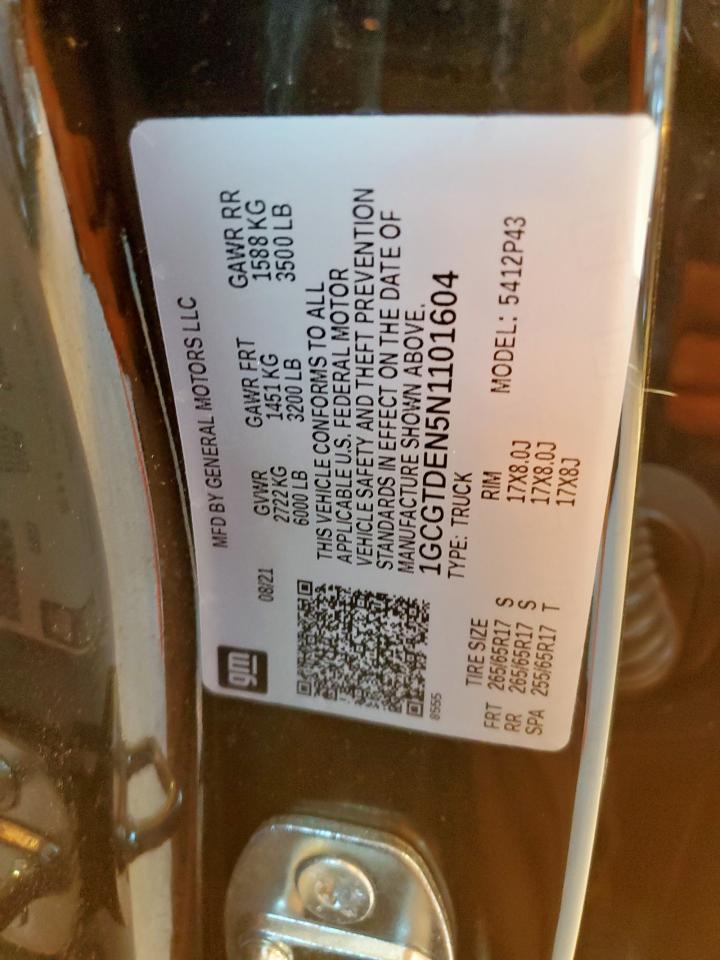 gm
MFD BY GENERAL MOTORS LLC
08/21 GVWR GAWR FRT GAWR RR
2722 KG 1451 KG 1588 KG
6000 LB 3200 LB 3500 LB
THIS VEHICLE CONFORMS TO ALL
APPLICABLE U.S. FEDERAL MOTOR
VEHICLE SAFETY AND THEFT PREVENTION
STANDARDS IN EFFECT ON THE DATE OF
MANUFACTURE SHOWN ABOVE.
1GCGTDEN5N1101604
TYPE: TRUCK
TIRE SIZE RIM MODEL: 5412P43
FRT 265/65R17 S 17X8.0J
RR 265/65R17 S 17X8.0J
SPA 255/65R17 T 17X8J